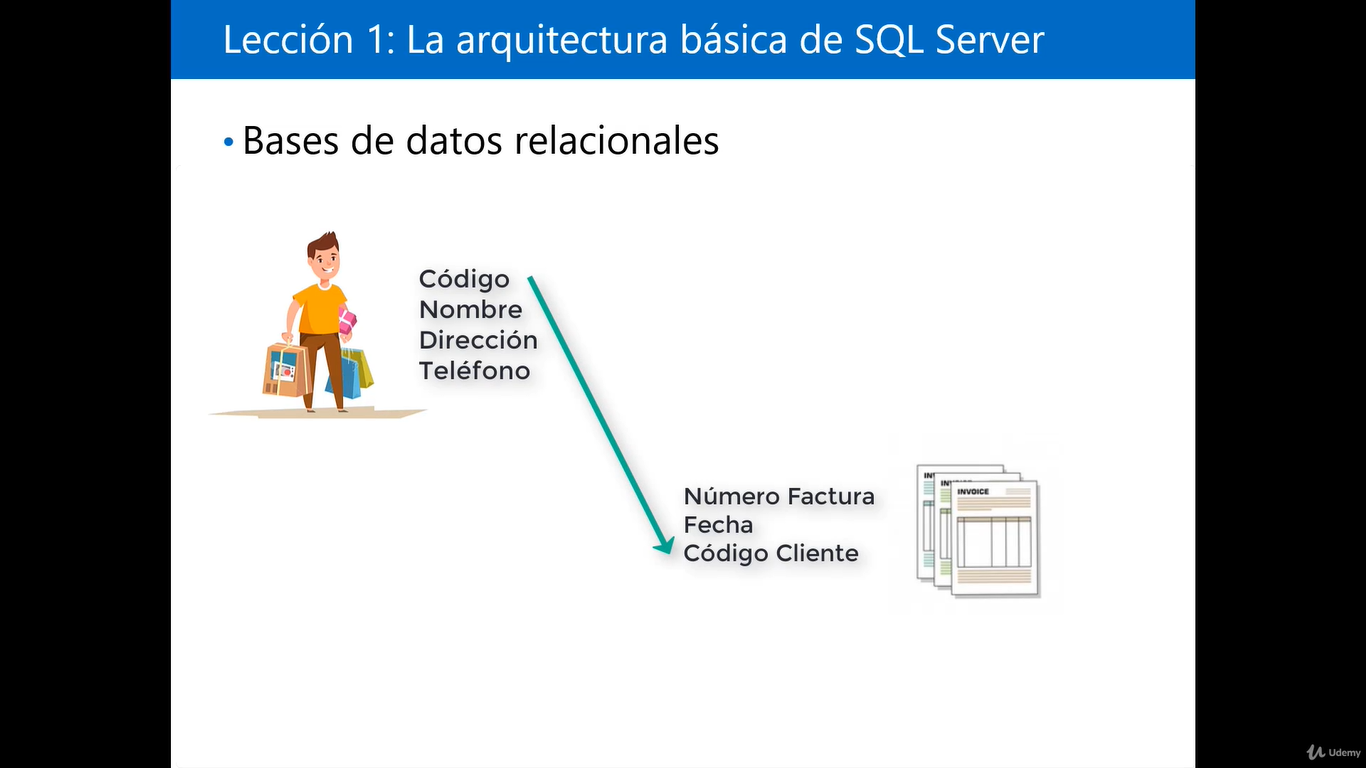 Lección 1: La arquitectura básica de SQL Server
• Bases de datos relacionales
Código
Nombre
Dirección
Teléfono
Número Factura
Fecha
Código Cliente
INVOICE
Udemy